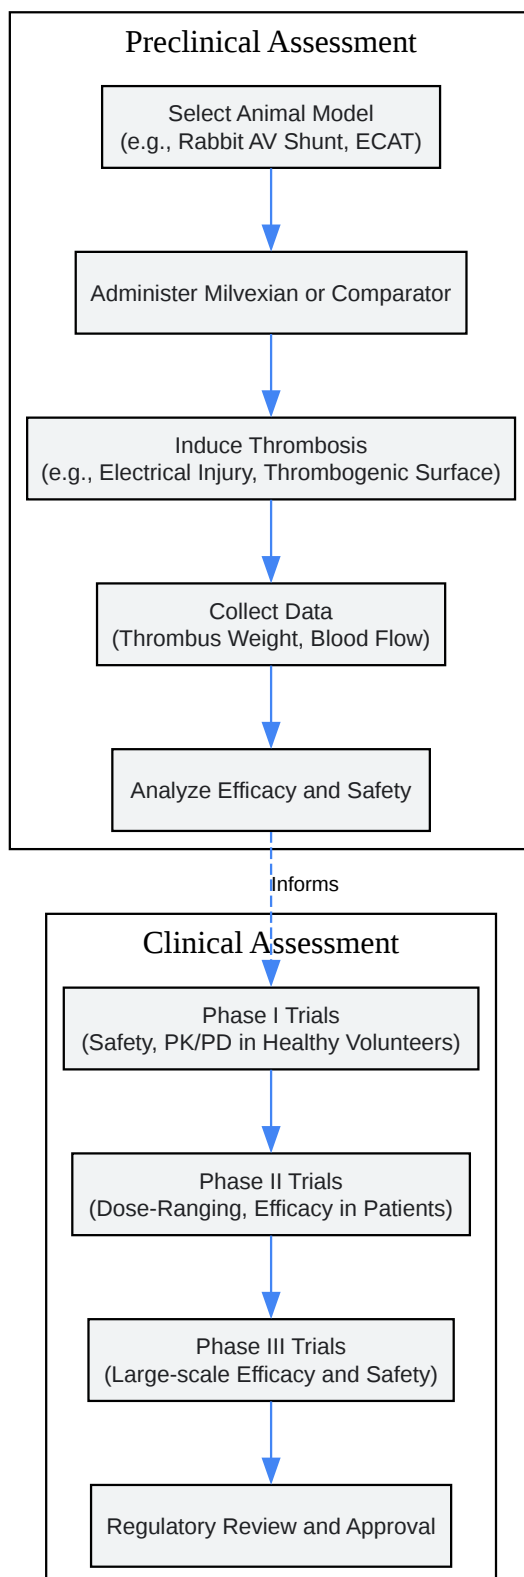 Preclinical Assessment
Select Animal Model
(e.g., Rabbit AV Shunt, ECAT)
Administer Milvexian or Comparator
Induce Thrombosis
(e.g., Electrical Injury, Thrombogenic Surface)
Collect Data
(Thrombus Weight, Blood Flow)
Analyze Efficacy and Safety
Informs
Clinical Assessment
Phase I Trials
(Safety, PK/PD in Healthy Volunteers)
Phase II Trials
(Dose-Ranging, Efficacy in Patients)
Phase III Trials
(Large-scale Efficacy and Safety)
Regulatory Review and Approval